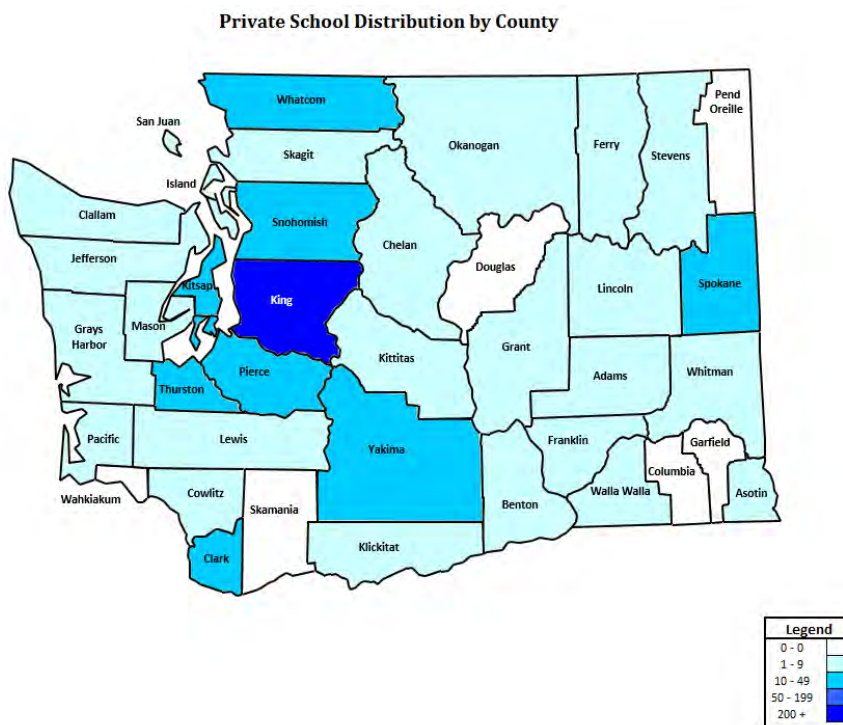 Private School Distribution by County
Whatcom
Pend
Oreille
San Juan
Okanogan
Ferry
Stevens
Skagit
Island
Clallam
Snohomish
Chelan
Jefferson
Douglas
Kitsap
King
Lincoln
Spokane
Grays
Harbor
Mason
Kittitas
Grant
Pierce
Adams
Whitman
Thurston
Pacific
Lewis
Yakima
Franklin
Garfield
Columbia
Wahkiakum
Cowlitz
Skamania
Benton
Walla Walla
Asotin
Clark
Klickitat
Legend
0 - 0
1 - 9
10 - 49
50 - 199
200 +